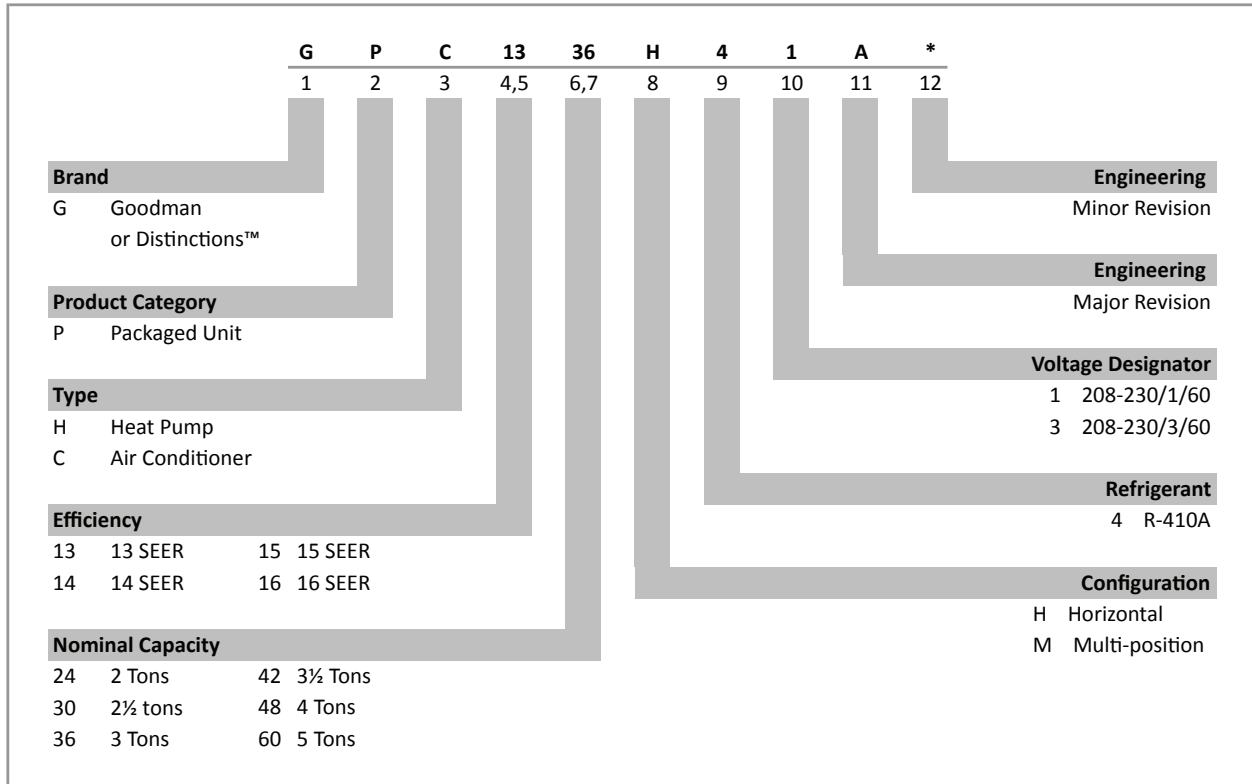 G P C 13 36 H 4 1 A *
1 2 3 4,5 6,7 8 9 10 11 12
Brand
G Goodman
or Distinctions™
Product Category
P Packaged Unit
Type
H Heat Pump
C Air Conditioner
Efficiency
13 13 SEER 15 15 SEER
14 14 SEER 16 16 SEER
Nominal Capacity
24 2 Tons 42 3½ Tons
30 2½ tons 48 4 Tons
36 3 Tons 60 5 Tons
Engineering
Minor Revision
Engineering
Major Revision
Voltage Designator
1 208-230/1/60
3 208-230/3/60
Refrigerant
4 R-410A
Configuration
H Horizontal
M Multi-position